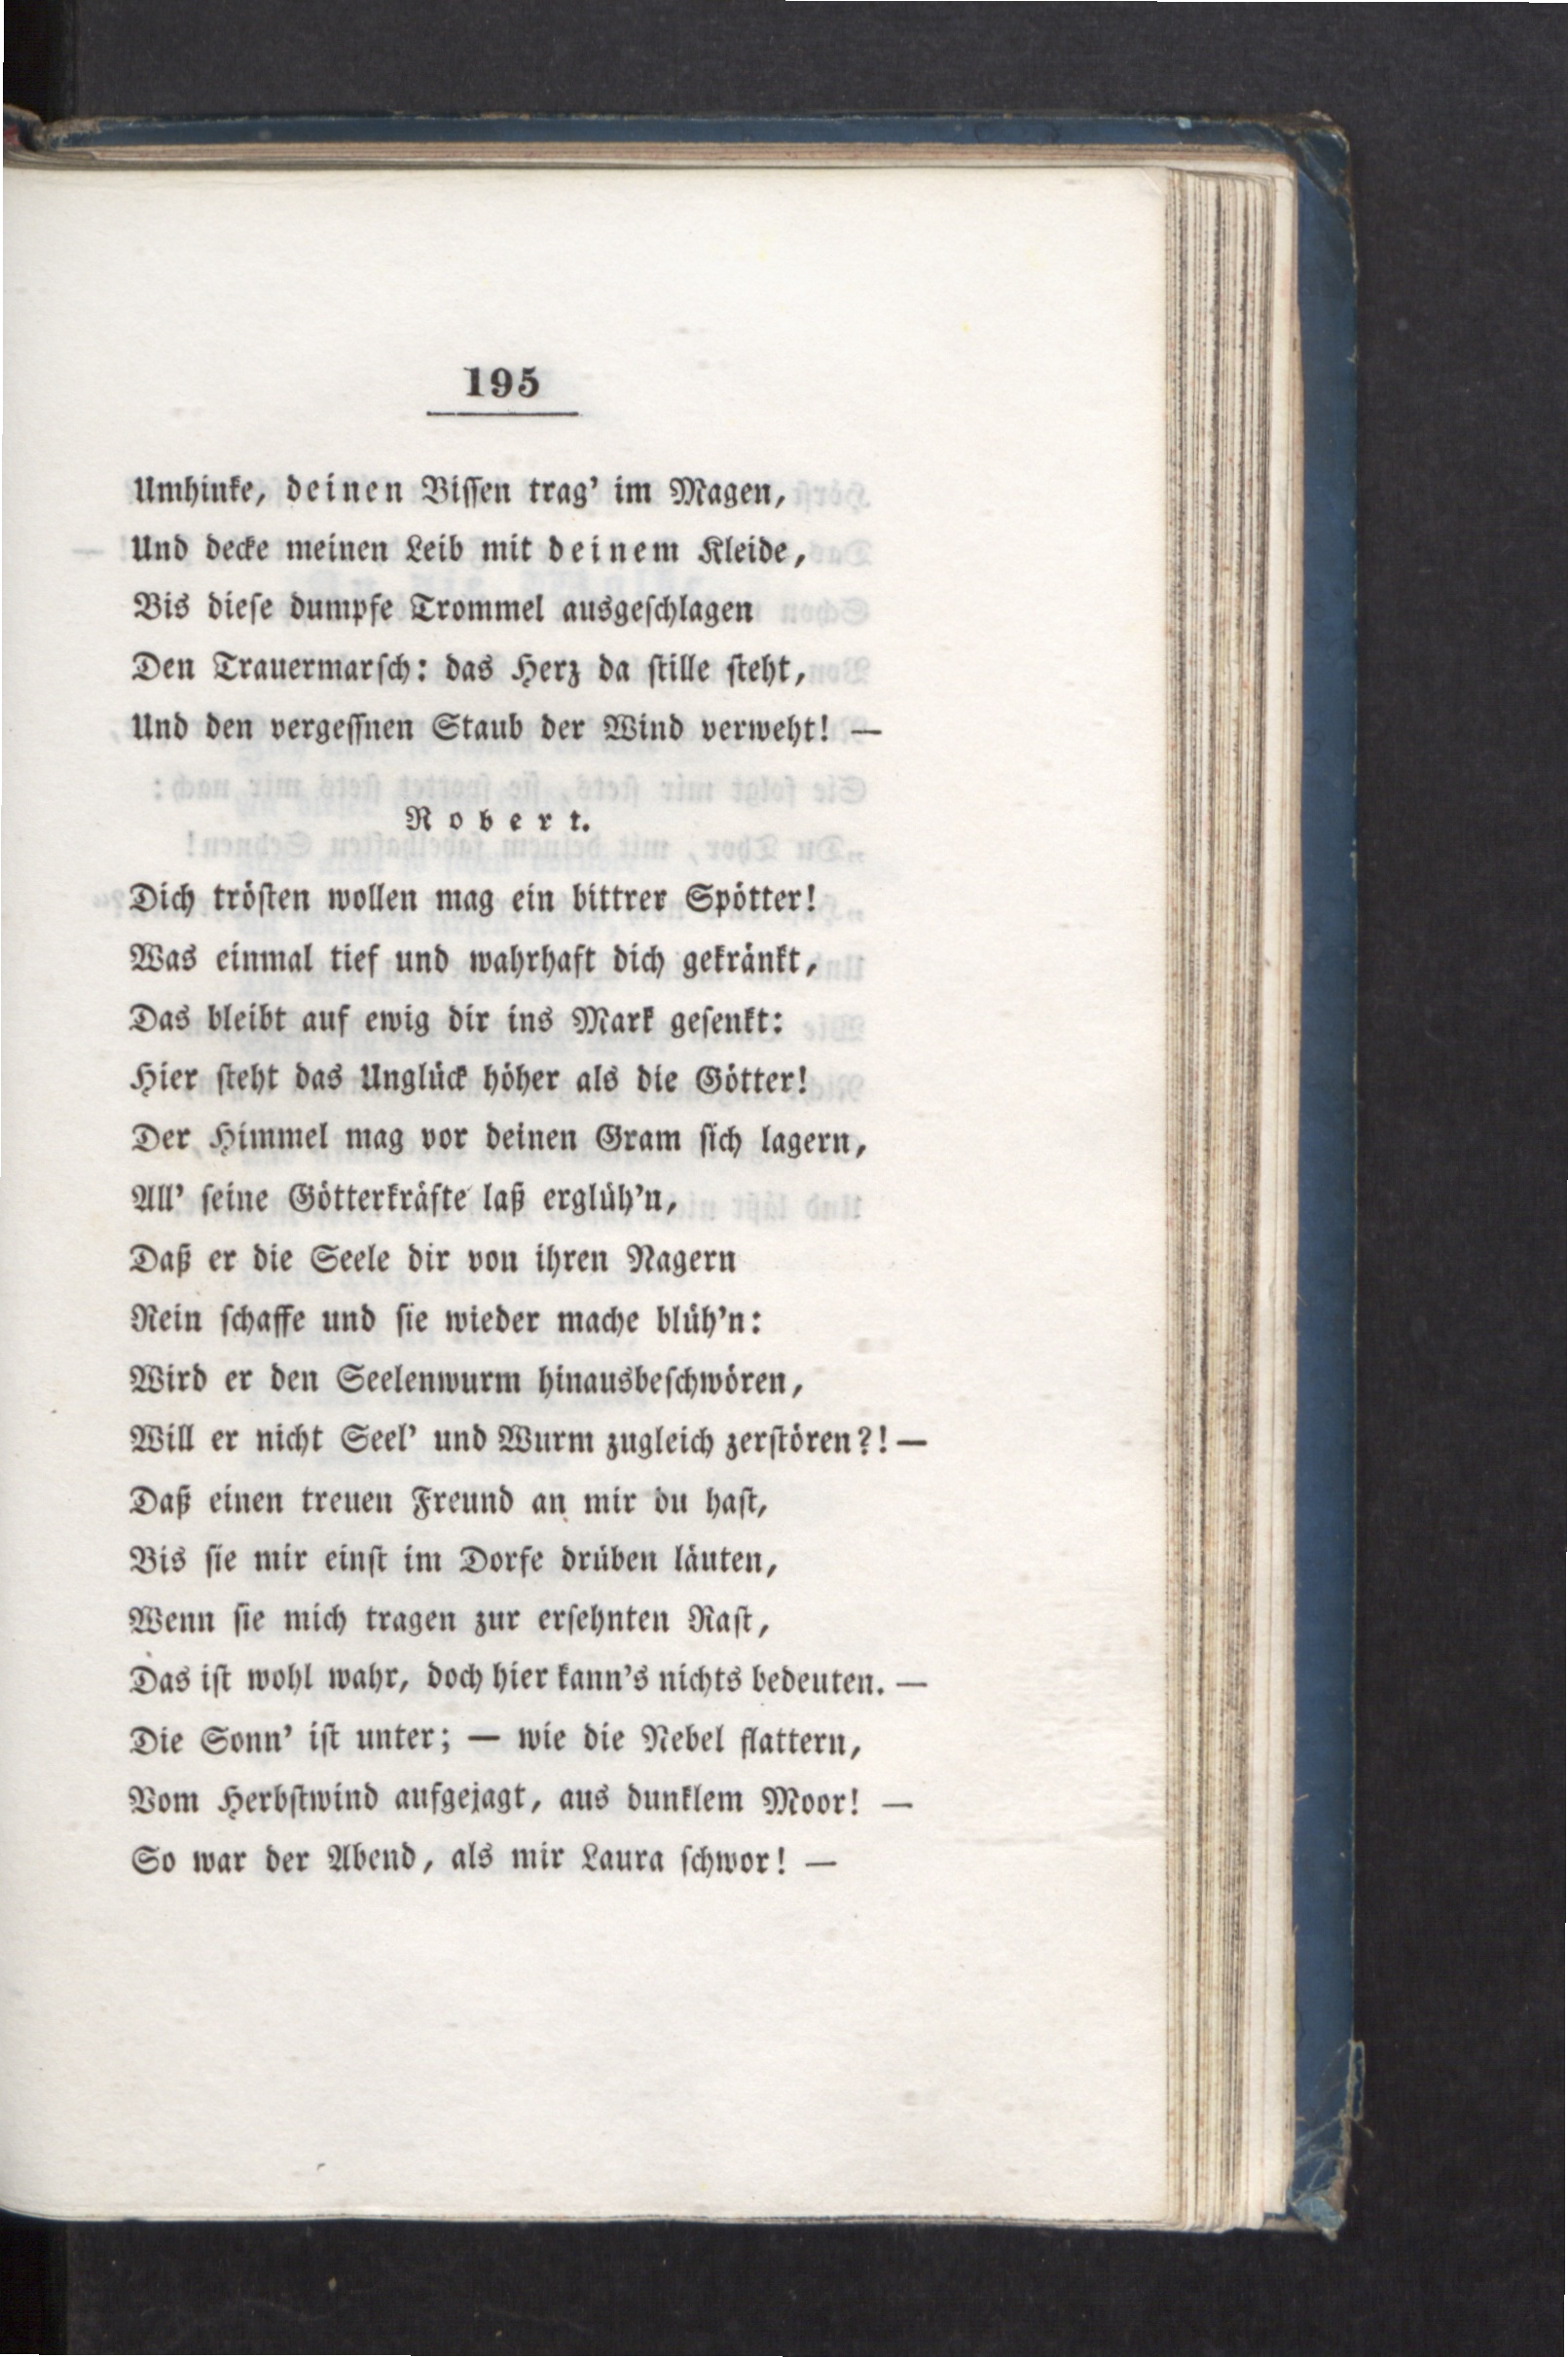 195
Umhinke, deinen Bissen trag' im Magen,
Und decke meinen Leib mit deinem Kleide,
Bis diese dumpfe Trommel ausgeschlagen
Den Trauermarsch: das Herz da stille steht,
Und den vergessnen Staub der Wind verweht! —
Robert.
Dich trösten wollen mag ein bittrer Spötter!
Was einmal tief und wahrhaft dich gekränkt,
Das bleibt auf ewig dir ins Mark gesenkt:
Hier steht das Unglück höher als die Götter!
Der Himmel mag vor deinen Gram sich lagern,
All' seine Götterkräfte laß erglüh'n,
Daß er die Seele dir von ihren Nagern
Rein schaffe und sie wieder mache blüh'n:
Wird er den Seelenwurm hinausbeschwören,
Will er nicht Seel' und Wurm zugleich zerstören?! —
Daß einen treuen Freund an mir du hast,
Bis sie mir einst im Dorfe drüben läuten,
Wenn sie mich tragen zur ersehnten Rast,
Das ist wohl wahr, doch hier kann's nichts bedeuten. —
Die Sonn' ist unter; — wie die Nebel flattern,
Vom Herbstwind aufgejagt, aus dunklem Moor! —
So war der Abend, als mir Laura schwor! —